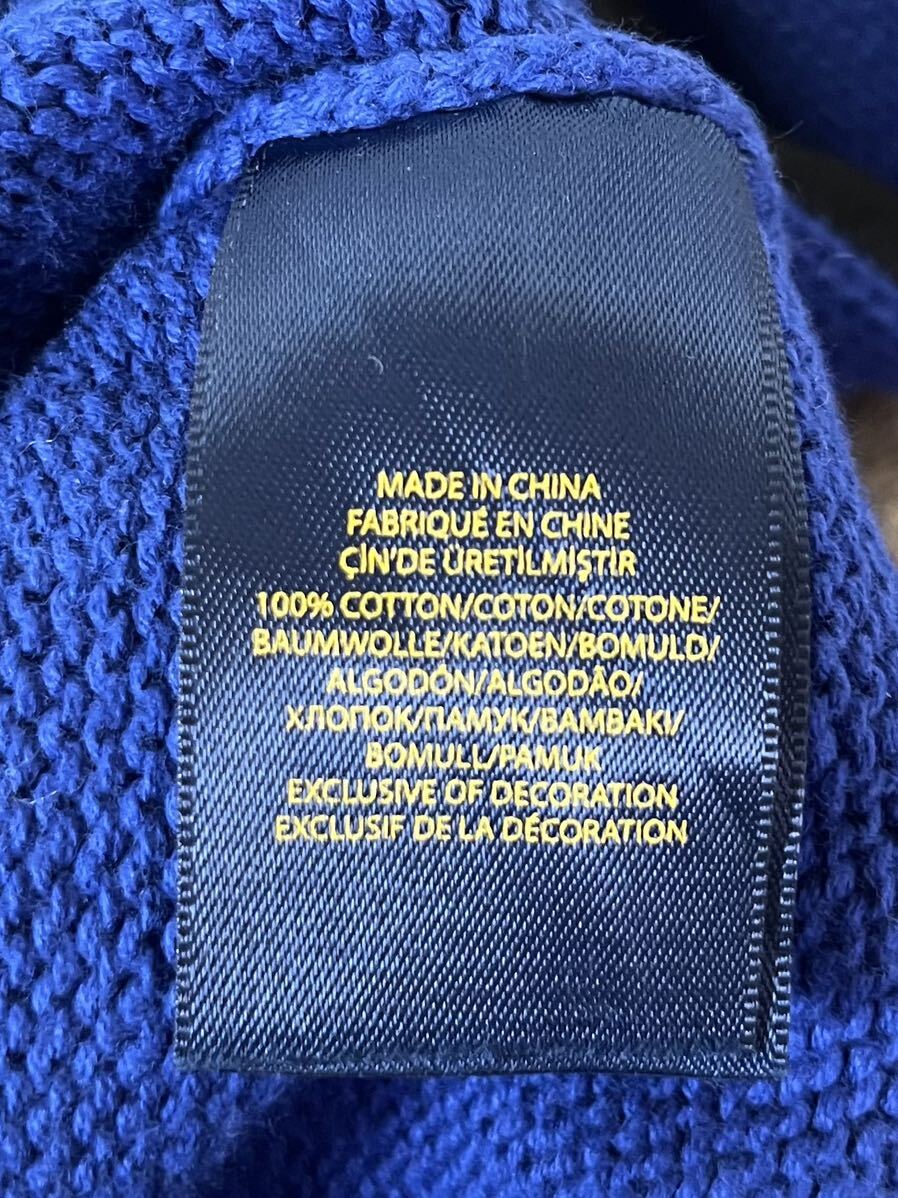 MADE IN CHINA
FABRIQUÉ EN CHINE
ÇİN'DE ÜRETİLMİŞTİR
100% COTTON/COTON/COTONE/
BAUMWOLLE/KATOEN/BOMULD/
ALGODÓN/ALGODÃO/
ХЛОПОК/ПАМУК/BAMBAKI/
BOMULL/PAMUK
EXCLUSIVE OF DECORATION
EXCLUSIF DE LA DÉCORATION